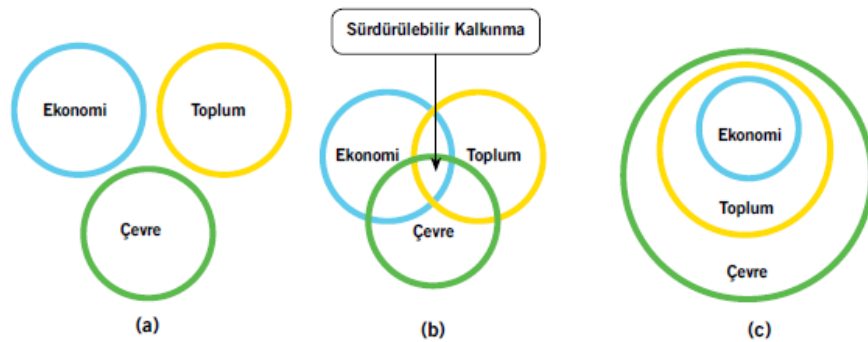 Sürdürülebilir Kalkınma
Ekonomi
Toplum
Çevre
(a)
Ekonomi
Toplum
Çevre
(b)
Ekonomi
Toplum
Çevre
(c)